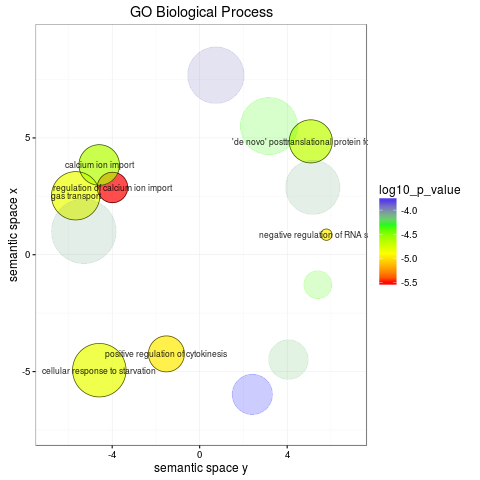 GO Biological Process
semantic space x
5
0
-5
'de novo' posttranslational protein fo
calcium ion import
regulation of calcium ion import
gas transport
negative regulation of RNA s
positive regulation of cytokinesis
cellular response to starvation
-4
0
4
semantic space y
log10_p_value
-4.0
-4.5
-5.0
-5.5